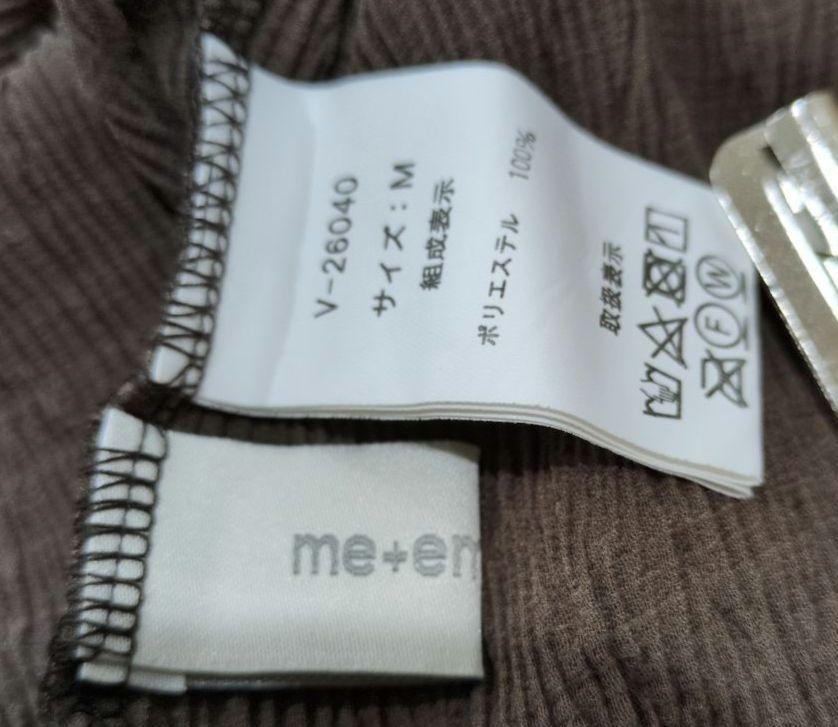 V-26040
サイズ：M
組成表示
ポリエステル 100%
取扱表示
F W
me+em